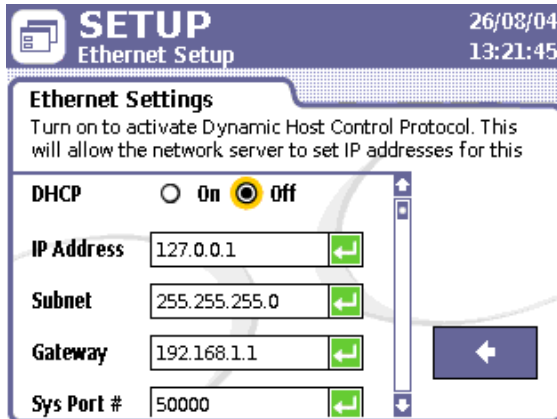 SETUP
26/08/04
Ethernet Setup
13:21:45
Ethernet Settings
Turn on to activate Dynamic Host Control Protocol. This
will allow the network server to set IP addresses for this
DHCP On Off
IP Address 127.0.0.1
Subnet 255.255.255.0
Gateway 192.168.1.1
Sys Port # 50000